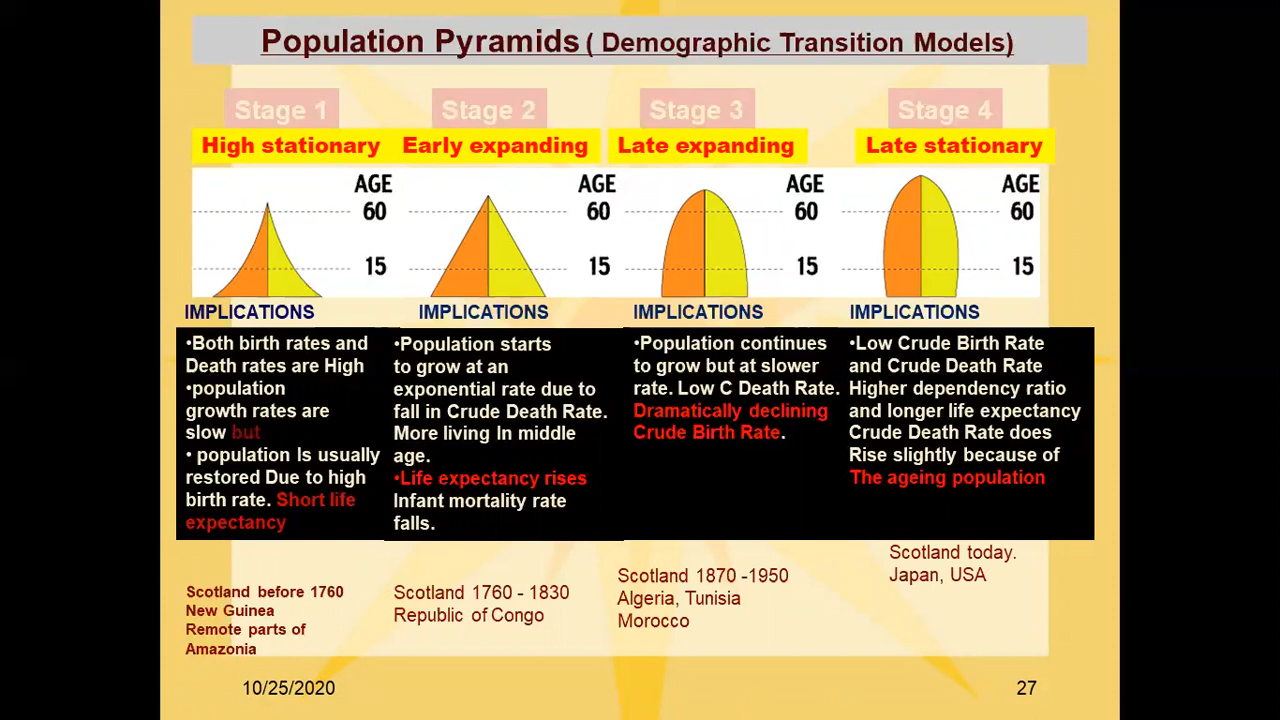 Population Pyramids ( Demographic Transition Models)
Stage 1
High stationary
Stage 2
Early expanding
Stage 3
Late expanding
Stage 4
Late stationary
AGE
60
15
AGE
60
15
AGE
60
15
AGE
60
15
IMPLICATIONS
•Both birth rates and
Death rates are High
•population
growth rates are
slow but
• population Is usually
restored Due to high
birth rate. Short life
expectancy
Scotland before 1760
New Guinea
Remote parts of
Amazonia
IMPLICATIONS
•Population starts
to grow at an
exponential rate due to
fall in Crude Death Rate.
More living In middle
age.
•Life expectancy rises
Infant mortality rate
falls.
Scotland 1760 - 1830
Republic of Congo
IMPLICATIONS
•Population continues
to grow but at slower
rate. Low C Death Rate.
Dramatically declining
Crude Birth Rate.
Scotland 1870 -1950
Algeria, Tunisia
Morocco
IMPLICATIONS
•Low Crude Birth Rate
and Crude Death Rate
Higher dependency ratio
and longer life expectancy
Crude Death Rate does
Rise slightly because of
The ageing population
Scotland today.
Japan, USA
10/25/2020
27